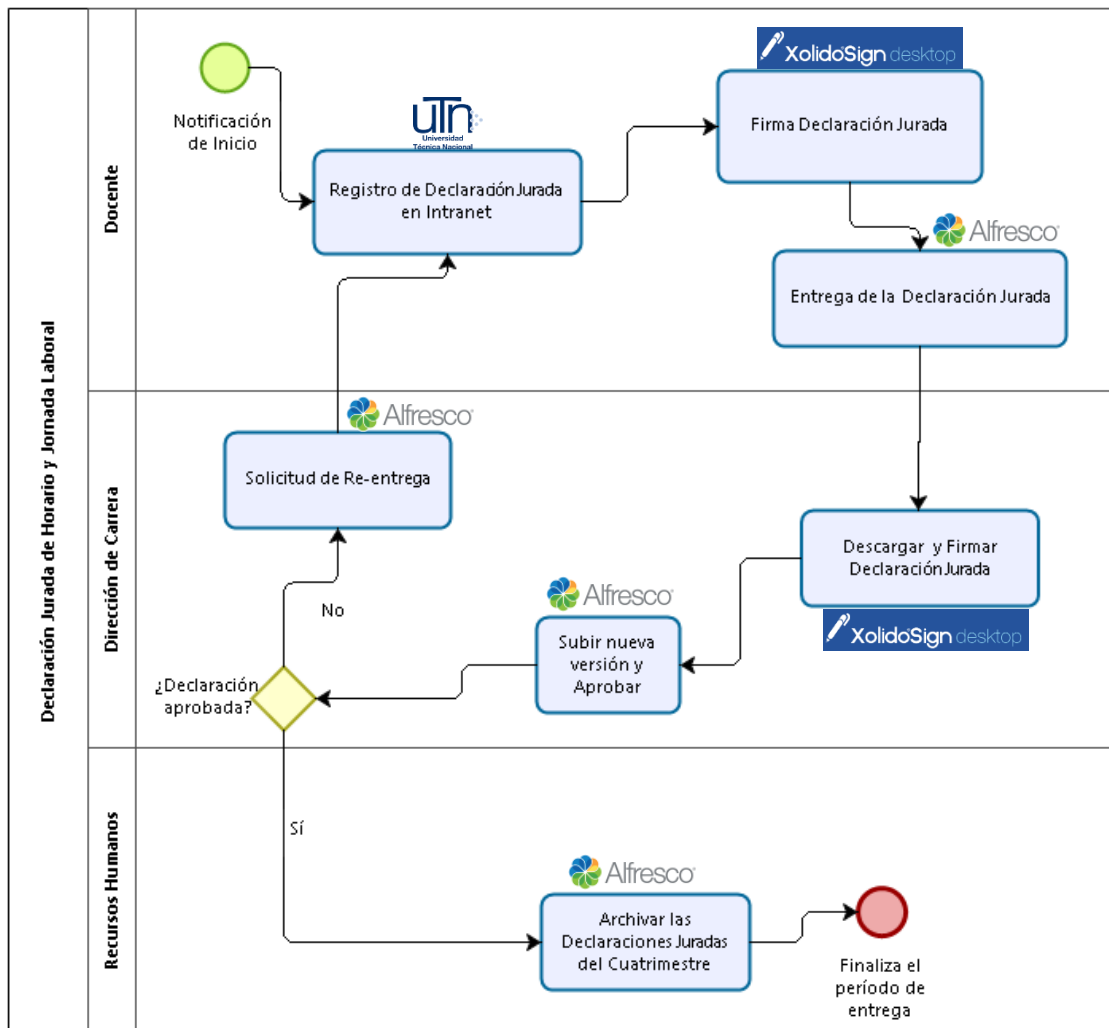 Declaración Jurada de Horario y Jornada Laboral
Docente
Notificación
de Inicio
uTn
Universidad
Técnica Nacional
Registro de Declaración Jurada
en Intranet
XolidoSign desktop
Firma Declaración Jurada
Alfresco
Entrega de la Declaración Jurada
Dirección de Carrera
Alfresco
Solicitud de Re-entrega
No
¿Declaración
aprobada?
Alfresco
Subir nueva
versión y
Aprobar
Descargar y Firmar
Declaración Jurada
XolidoSign desktop
Recursos Humanos
Sí
Alfresco
Archivar las
Declaraciones Juradas
del Cuatrimestre
Finaliza el
período de
entrega